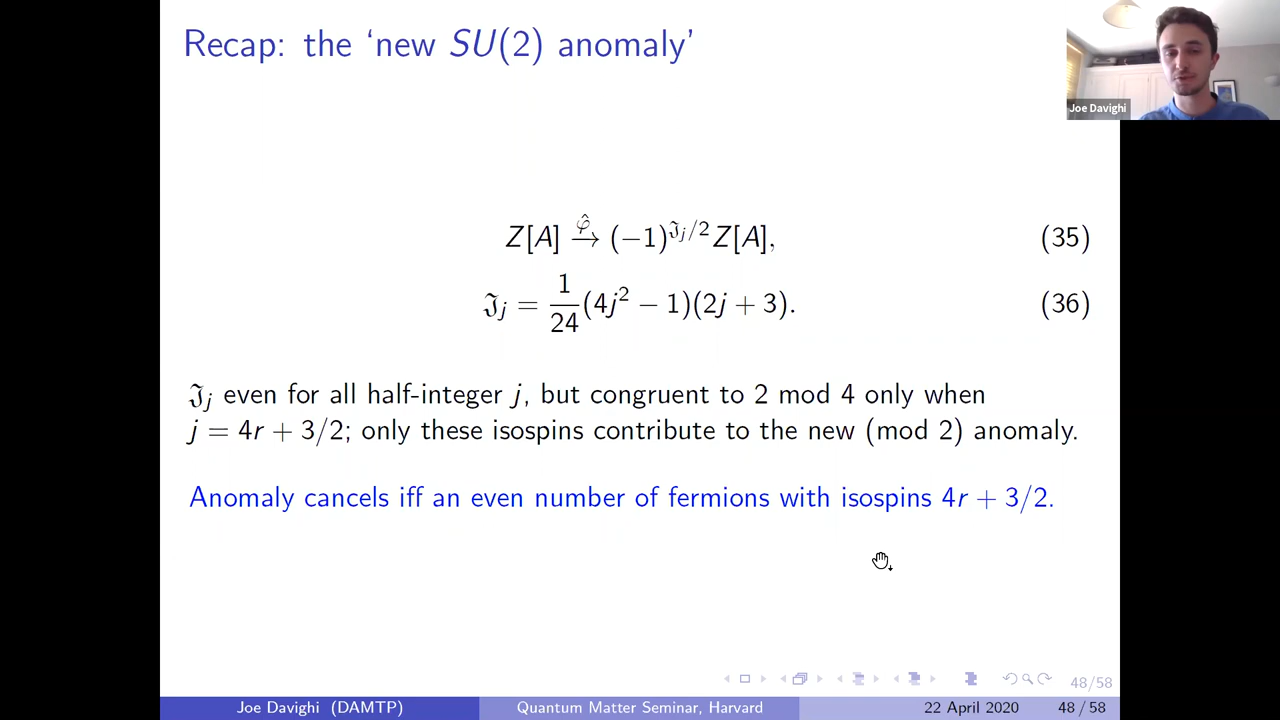 Recap: the ‘new SU(2) anomaly’
Joe Davighi
Z[A] \xrightarrow{\hat{φ}} (−1)^{𝔍_j/2} Z[A], (35)
𝔍_j = \frac{1}{24}(4j² − 1)(2j + 3). (36)
𝔍_j even for all half-integer j, but congruent to 2 mod 4 only when
j = 4r + 3/2; only these isospins contribute to the new (mod 2) anomaly.
Anomaly cancels iff an even number of fermions with isospins 4r + 3/2.
48/58
Joe Davighi (DAMTP) Quantum Matter Seminar, Harvard 22 April 2020 48 / 58